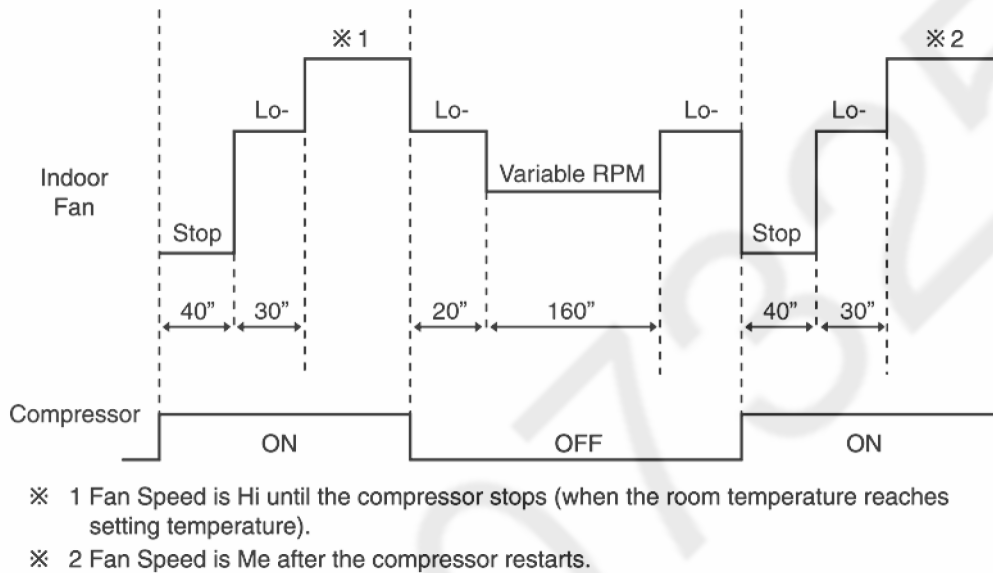 ※ 1
※ 2
Lo-
Lo-
Lo-
Lo-
Indoor
Fan
Variable RPM
Stop
Stop
40”
30”
20”
160”
40”
30”
Compressor
ON
OFF
ON
※ 1 Fan Speed is Hi until the compressor stops (when the room temperature reaches
setting temperature).
※ 2 Fan Speed is Me after the compressor restarts.